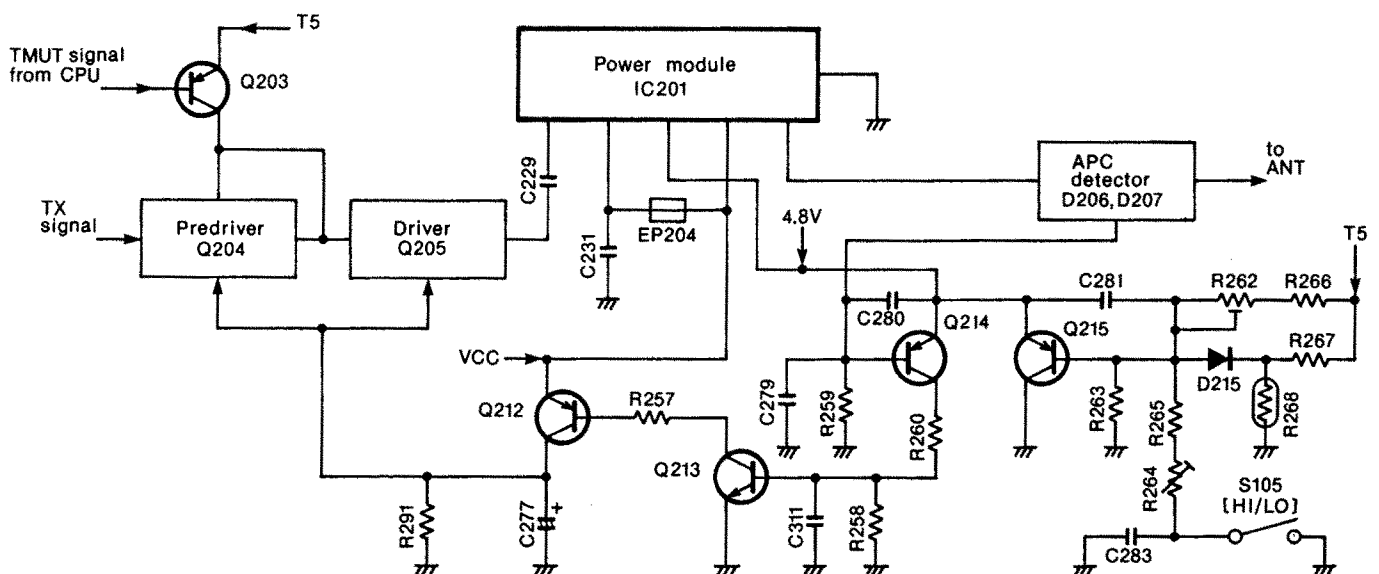 T5
TMUT signal
from CPU
Q203
Power module
IC201
C229
APC
detector
D206, D207
to
ANT
TX
signal
Predriver
Q204
Driver
Q205
EP204
C231
4.8V
T5
C281
R262
R266
C280
Q214
Q215
R267
VCC
D215
C279
R259
R263
R265
R268
Q212
R257
R260
Q213
R264
S105
[HI/LO]
R291
C277
+
C311
R258
C283